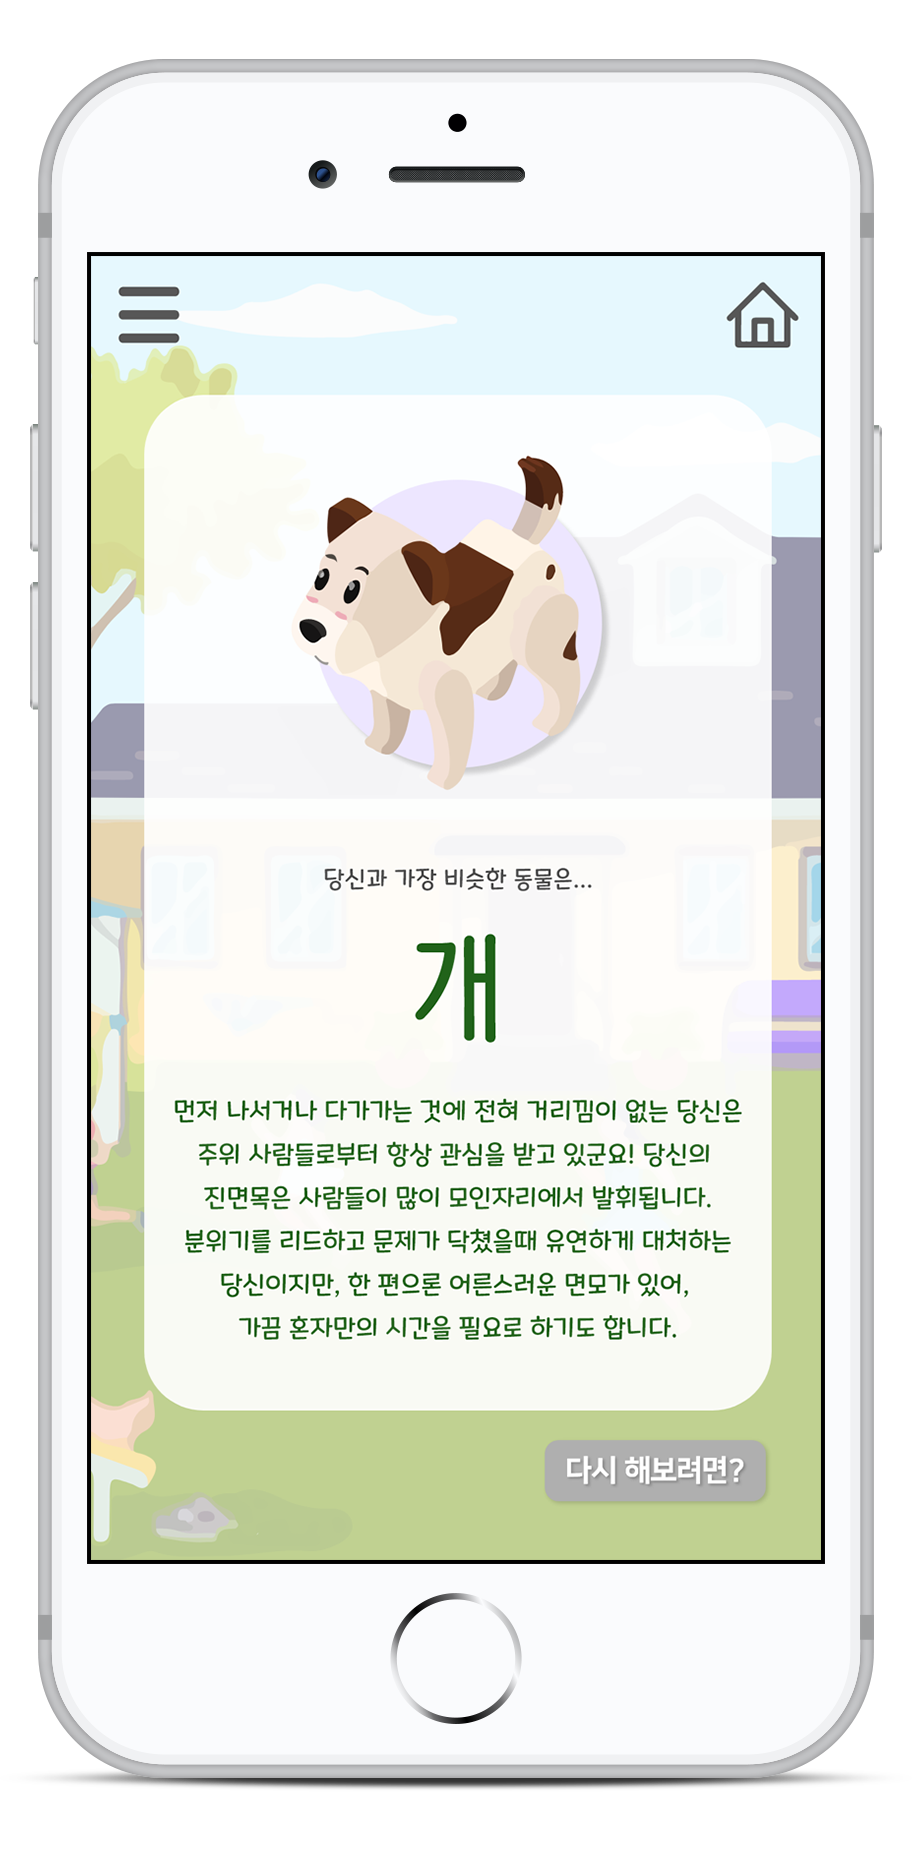 당신과 가장 비슷한 동물은...
개
먼저 나서거나 다가가는 것에 전혀 거리낌이 없는 당신은
주위 사람들로부터 항상 관심을 받고 있군요! 당신의
진면목은 사람들이 많이 모인자리에서 발휘됩니다.
분위기를 리드하고 문제가 닥쳤을때 유연하게 대처하는
당신이지만, 한 편으론 어른스러운 면모가 있어,
가끔 혼자만의 시간을 필요로 하기도 합니다.
다시 해보려면?